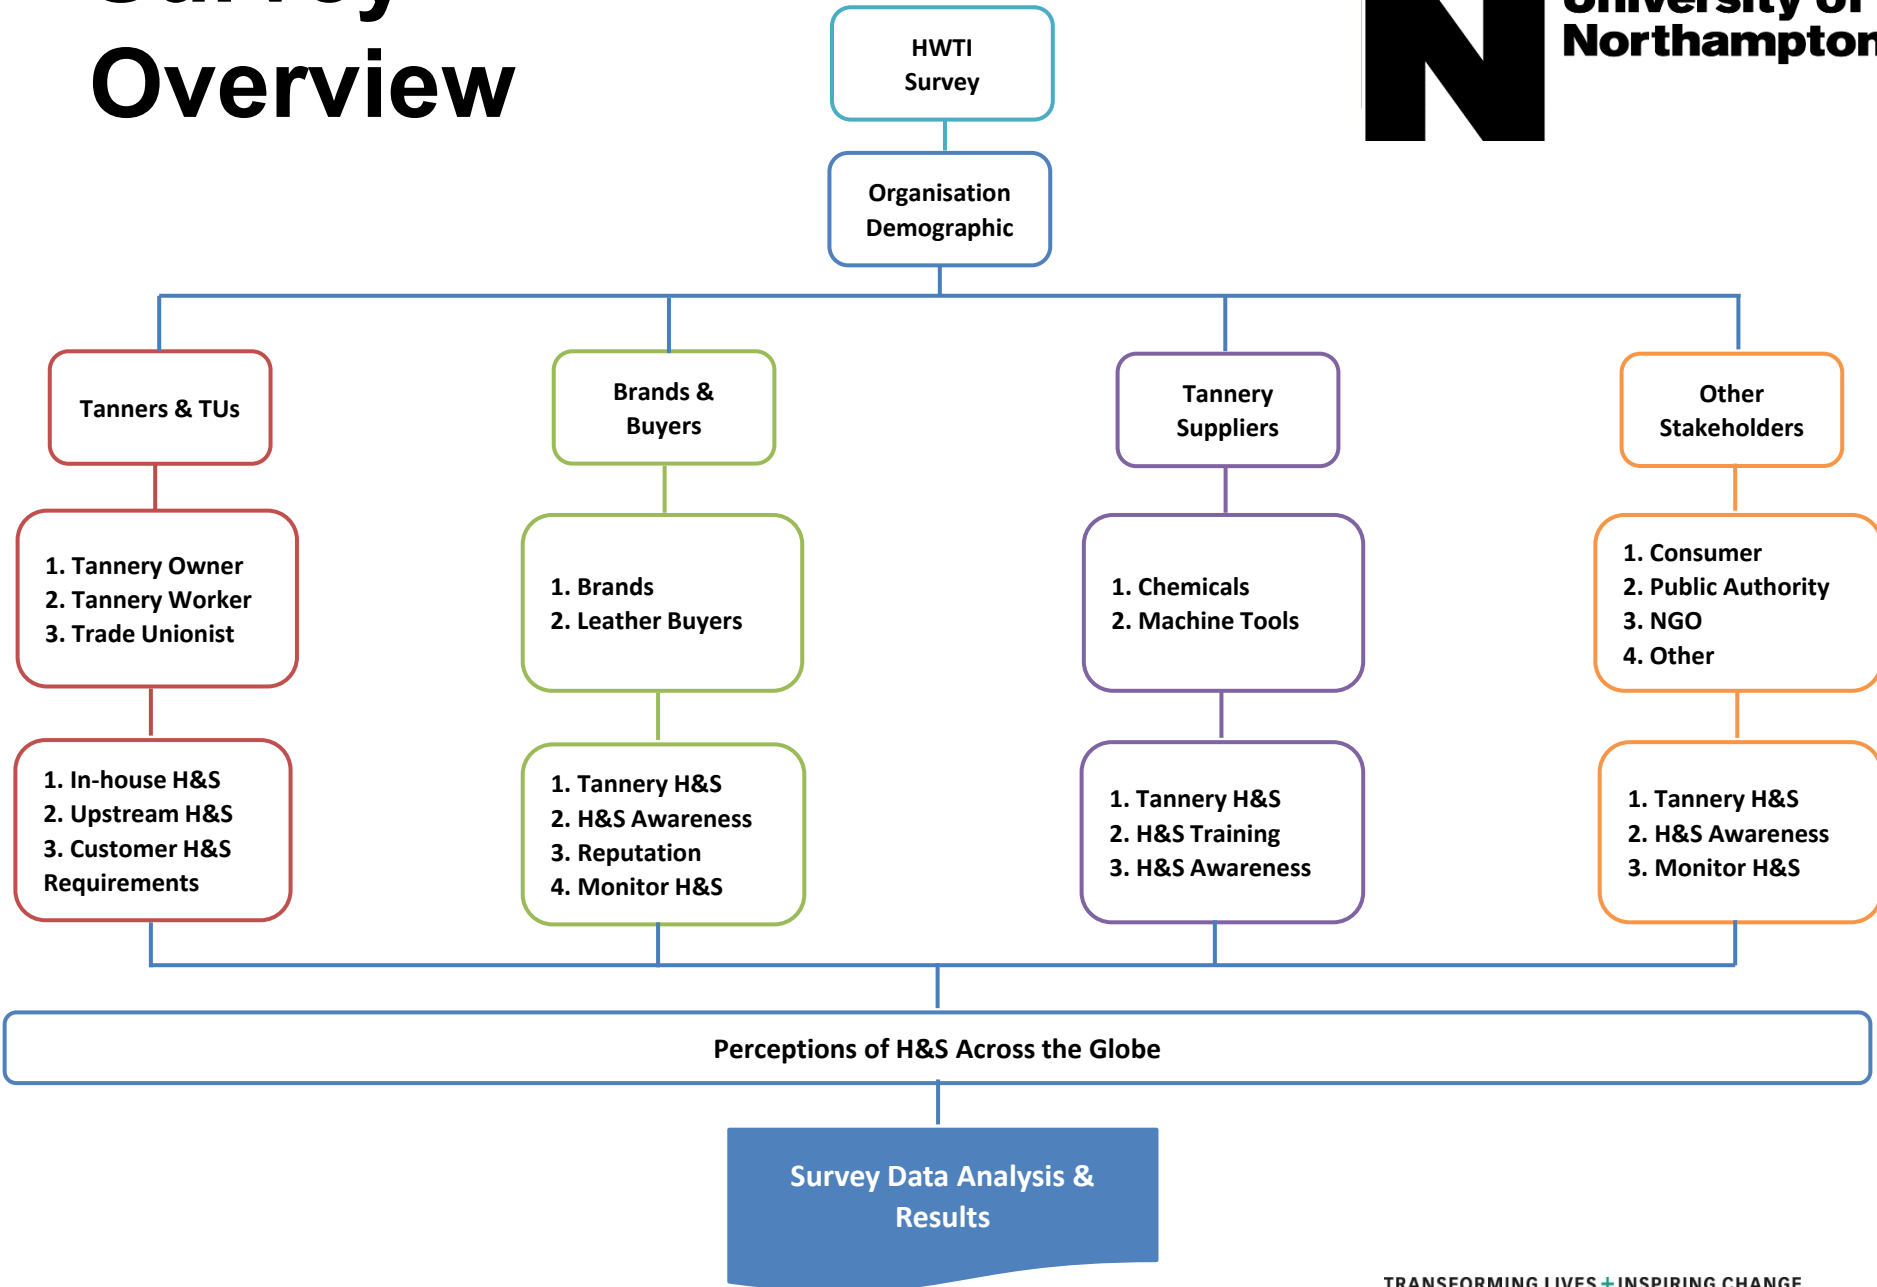 Survey
Overview
University of
Northampton
HWTI
Survey
Organisation
Demographic
Tanners & TUs
Brands &
Buyers
Tannery
Suppliers
Other
Stakeholders
1. Tannery Owner
2. Tannery Worker
3. Trade Unionist
1. Brands
2. Leather Buyers
1. Chemicals
2. Machine Tools
1. Consumer
2. Public Authority
3. NGO
4. Other
1. In-house H&S
2. Upstream H&S
3. Customer H&S
Requirements
1. Tannery H&S
2. H&S Awareness
3. Reputation
4. Monitor H&S
1. Tannery H&S
2. H&S Training
3. H&S Awareness
1. Tannery H&S
2. H&S Awareness
3. Monitor H&S
Perceptions of H&S Across the Globe
Survey Data Analysis &
Results
TRANSFORMING LIVES + INSPIRING CHANGE